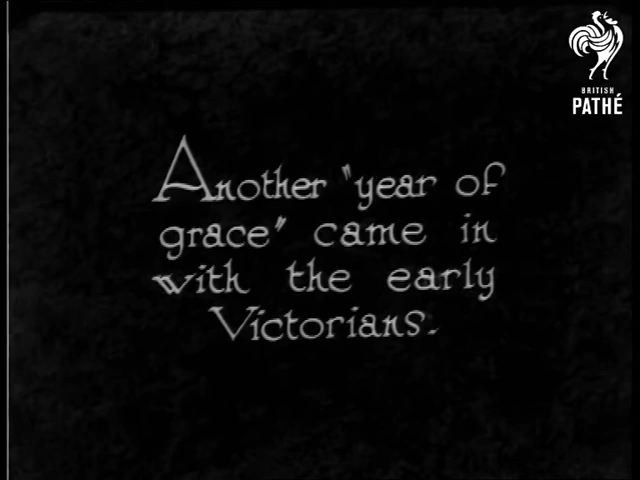 BRITISH
PATHÉ
Another "year of
grace" came in
with the early
Victorians.